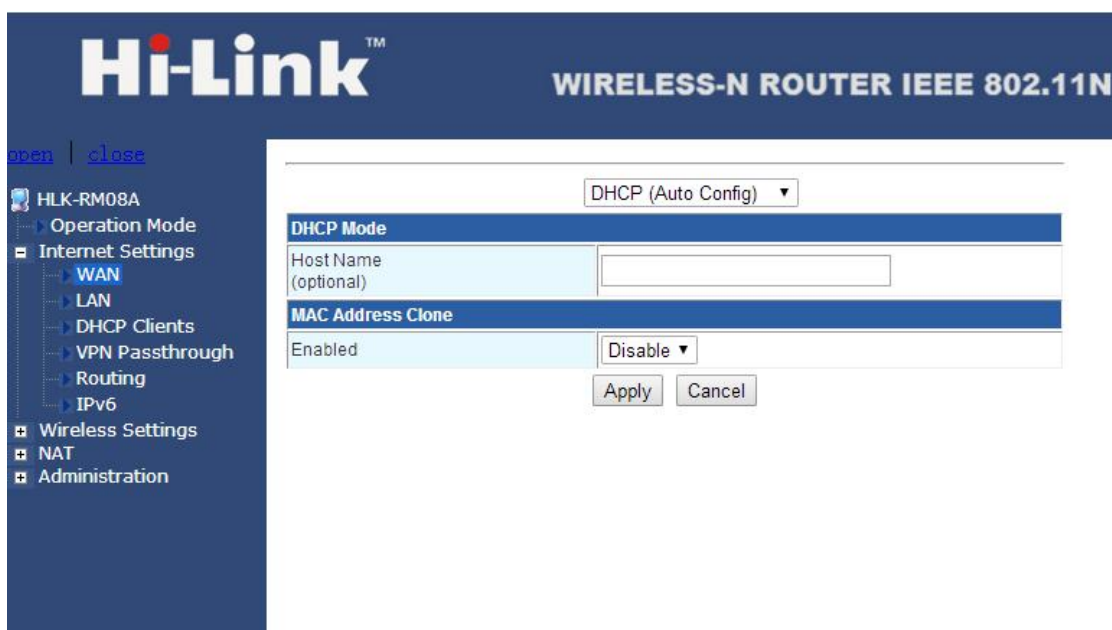 Hi-Link™
WIRELESS-N ROUTER IEEE 802.11N
open | close
HLK-RM08A
Operation Mode
Internet Settings
WAN
LAN
DHCP Clients
VPN Passthrough
Routing
IPv6
Wireless Settings
NAT
Administration
DHCP (Auto Config)
DHCP Mode
Host Name
(optional)
MAC Address Clone
Enabled Disable
Apply Cancel